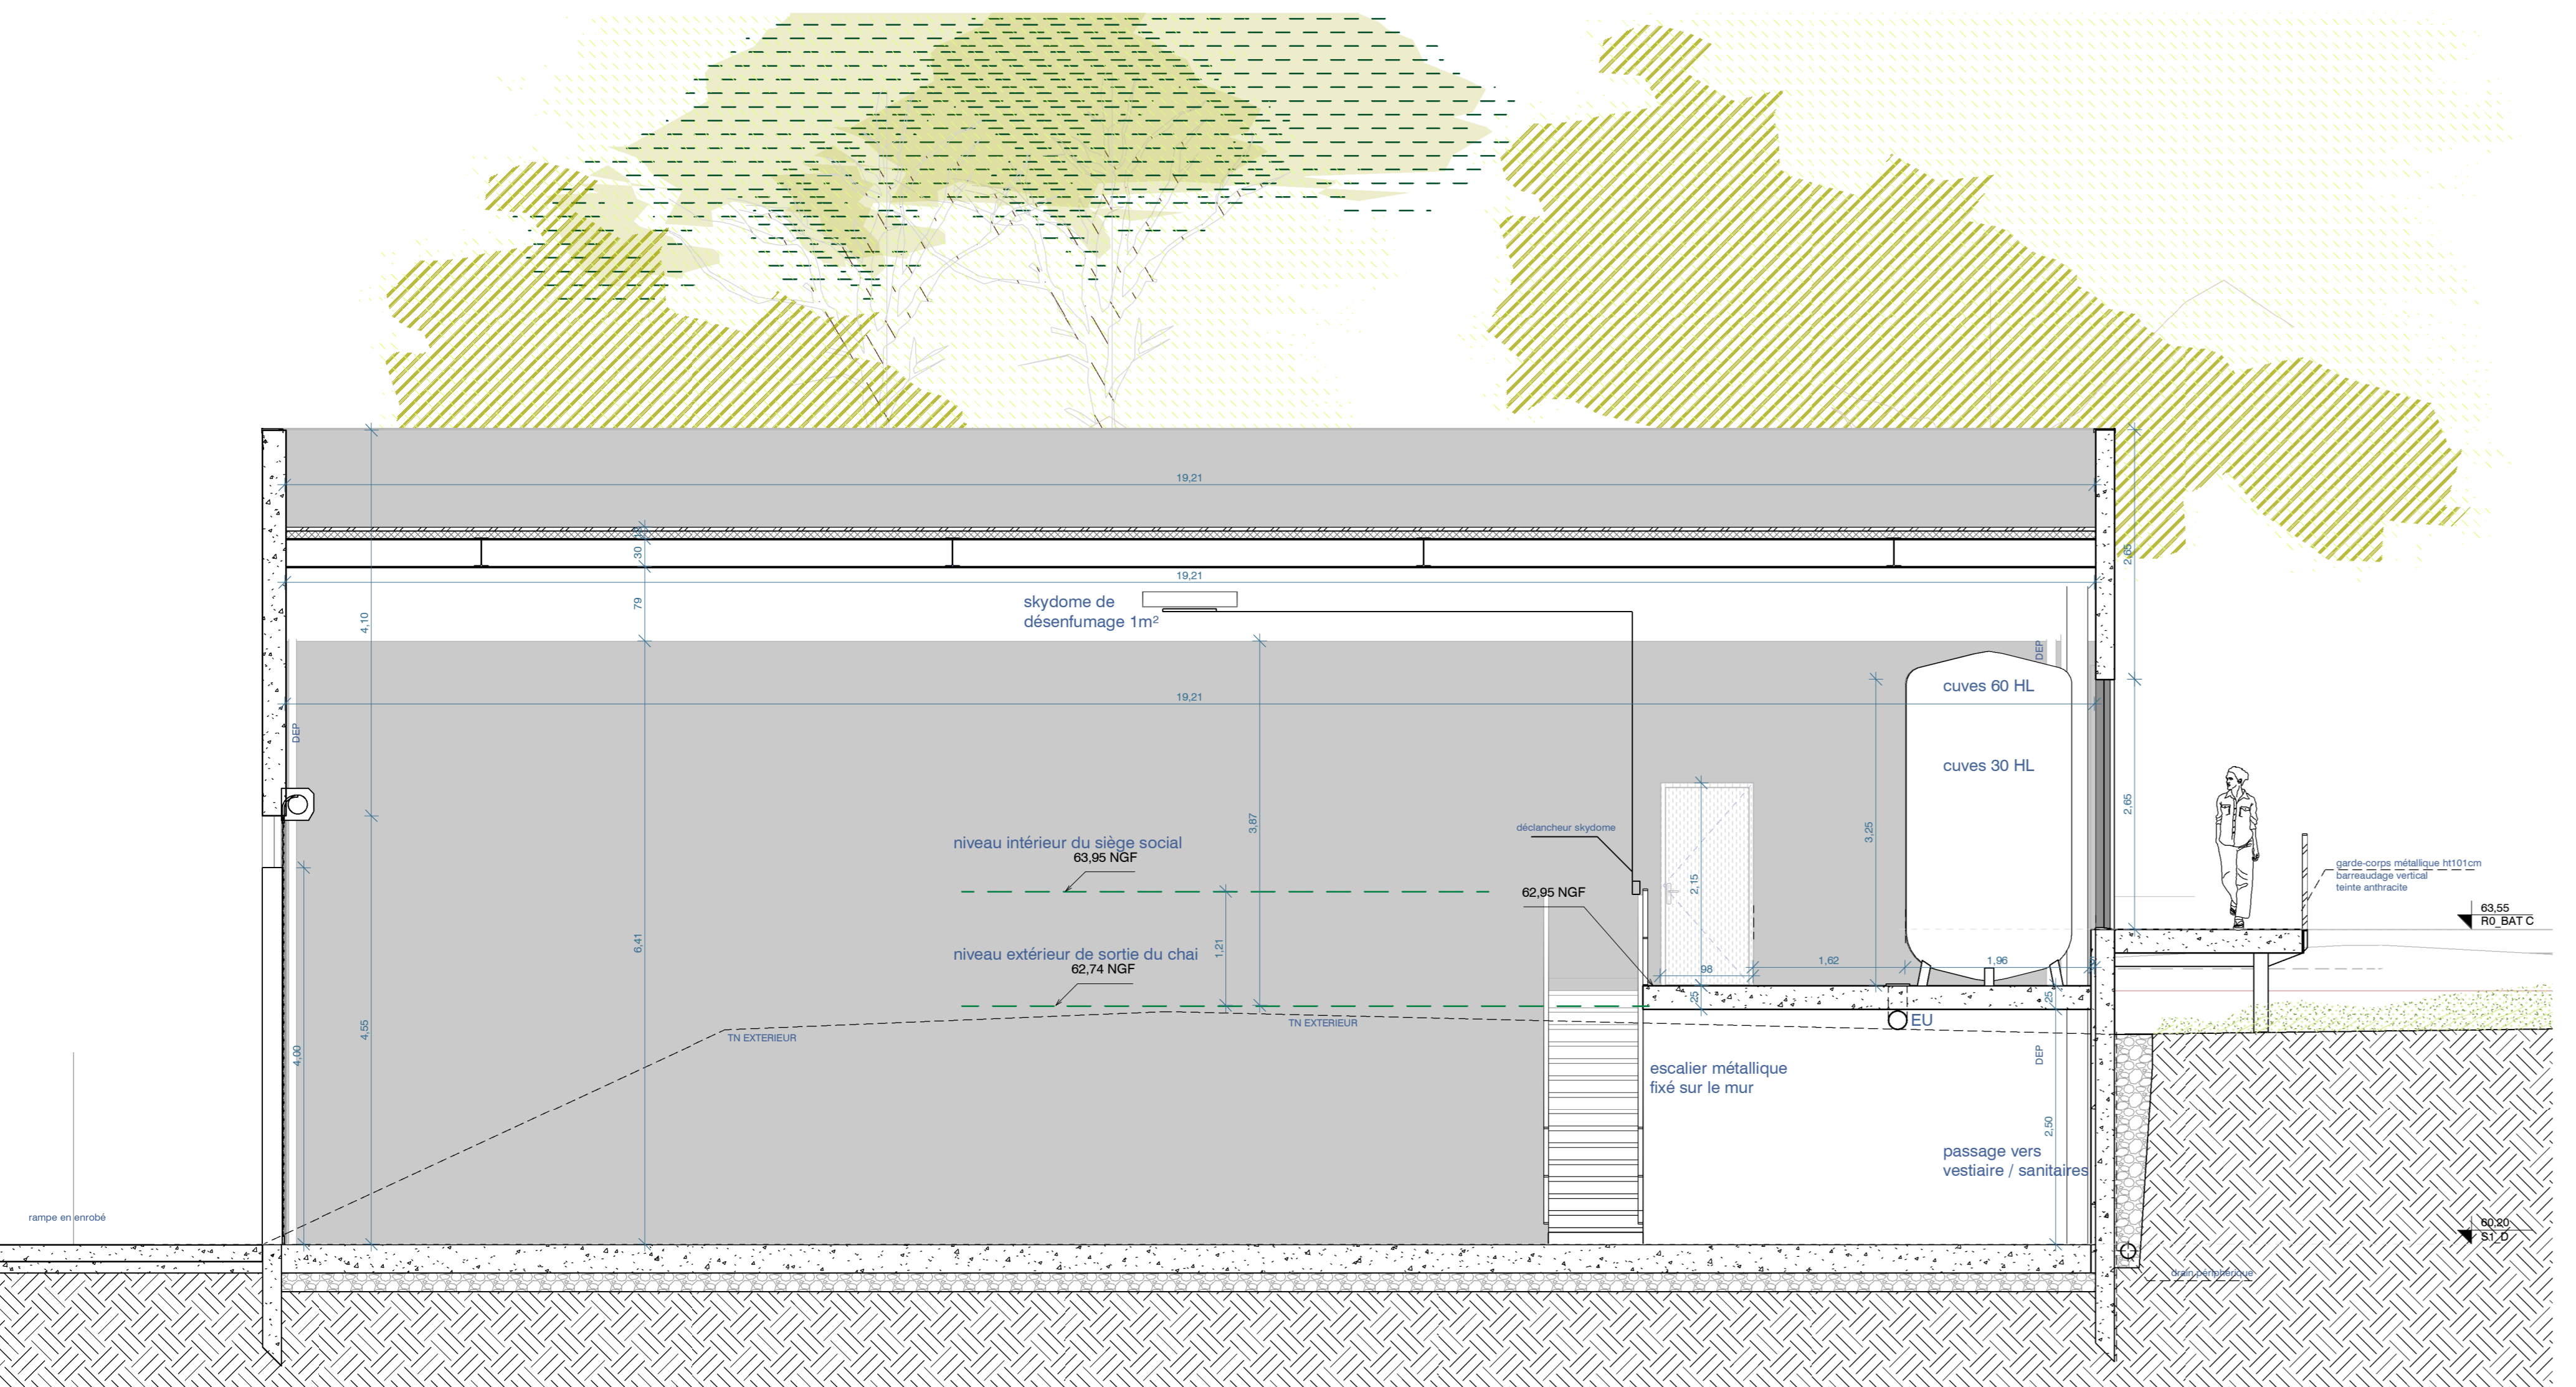 19,21
30
19,21
2,65
79
4,10
skydome de
désenfumage 1m²
DEP
cuves 60 HL
19,21
DEP
cuves 30 HL
2,65
3,87
3,25
déclancheur skydome
niveau intérieur du siège social
63,95 NGF
garde-corps métallique ht101cm
barreaudage vertical
teinte anthracite
2,15
62,95 NGF
63,55
R0_BAT C
6,41
1,21
niveau extérieur de sortie du chai
62,74 NGF
98
1,62
1,96
25
25
EU
TN EXTERIEUR
TN EXTERIEUR
4,55
4,00
DEP
escalier métallique
fixé sur le mur
2,50
passage vers
vestiaire / sanitaires
rampe en enrobé
60,20
S1_D
drain périphérique